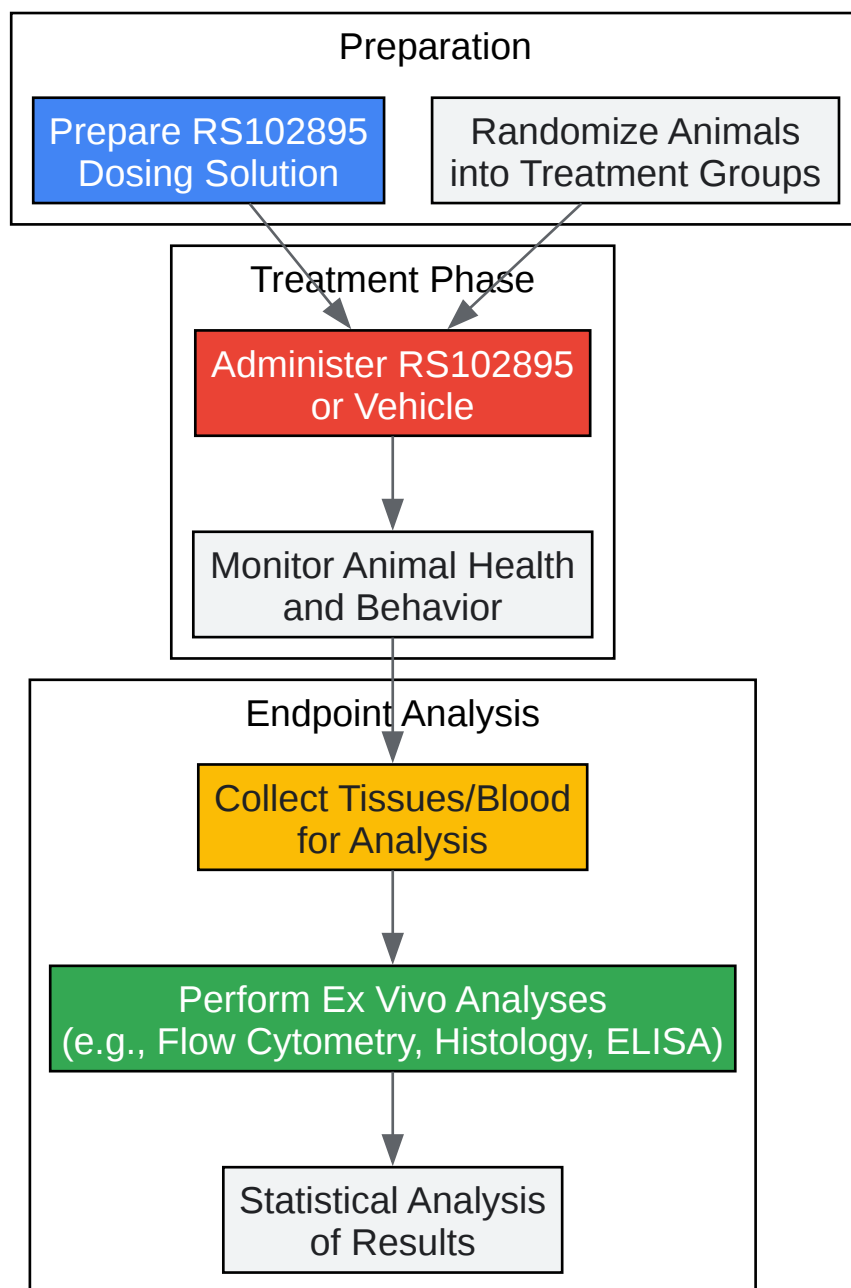 Preparation
Prepare RS102895
Dosing Solution
Randomize Animals
into Treatment Groups
Treatment Phase
Administer RS102895
or Vehicle
Monitor Animal Health
and Behavior
Endpoint Analysis
Collect Tissues/Blood
for Analysis
Perform Ex Vivo Analyses
(e.g., Flow Cytometry, Histology, ELISA)
Statistical Analysis
of Results